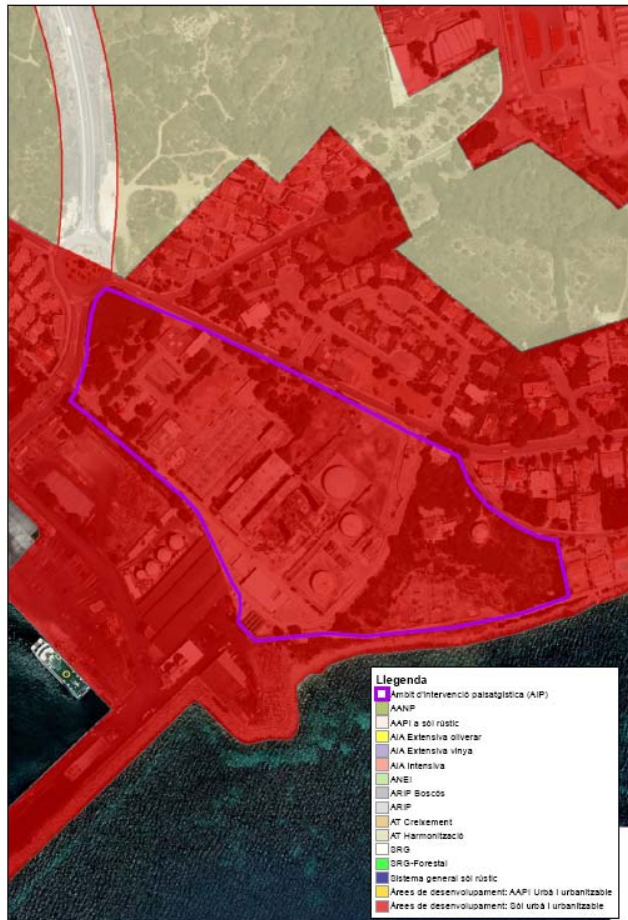 Llegenda
Àmbit d'intervenció paisatgística (AIP)
AANP
AAPI a sòl rústic
AIA Extensiva oliverar
AIA Extensiva vinya
AIA Intensiva
ANEI
ARIP Boscós
ARIP
AT Creixement
AT Harmonització
SRG
SRG-Forestal
Sistema general sòl rústic
Àrees de desenvolupament: AAPI Urbà i urbanitzable
Àrees de desenvolupament: Sòl urbà i urbanitzable